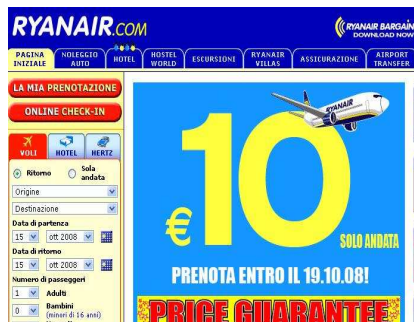 RYANAIR.COM
RYANAIR BARGAIN
DOWNLOAD NOW
PAGINA INIZIALE
NOLEGGIO AUTO
HOTEL
HOSTEL WORLD
ESCURSIONI
RYANAIR VILLAS
ASSICURAZIONE
AIRPORT TRANSFER
LA MIA PRENOTAZIONE
ONLINE CHECK-IN
VOLI
HOTEL
HERTZ
Ritorno
Sola andata
Origine
Destinazione
Data di partenza
15 ott 2008
Data di ritorno
15 ott 2008
Numero di passeggeri
1 Adulti
0 Bambini
(minori di 16 anni)
RYANAIR
€10
SOLO ANDATA
PRENOTA ENTRO IL 19.10.08!
PRICE GUARANTEE